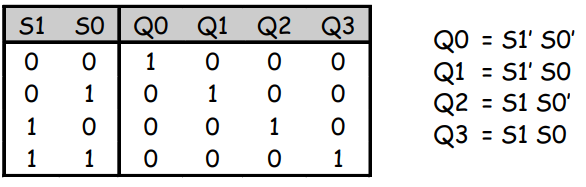 S1 S0 Q0 Q1 Q2 Q3
0 0 1 0 0 0
0 1 0 1 0 0
1 0 0 0 1 0
1 1 0 0 0 1
Q0 = S1' S0'
Q1 = S1' S0
Q2 = S1 S0'
Q3 = S1 S0